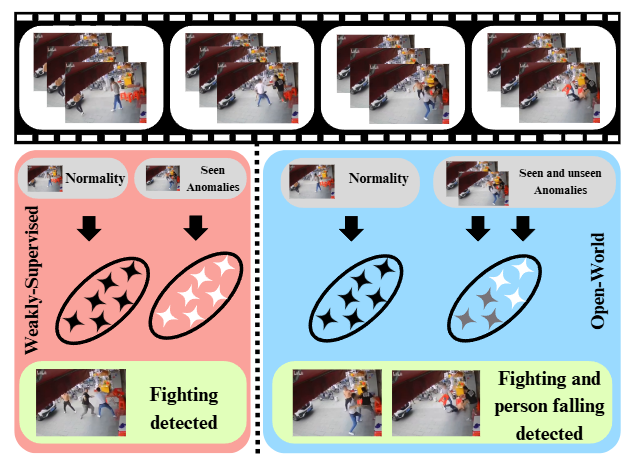 Normality
Seen
Anomalies
Normality
Seen and unseen
Anomalies
Weakly-Supervised
Open-World
Fighting
detected
Fighting and
person falling
detected